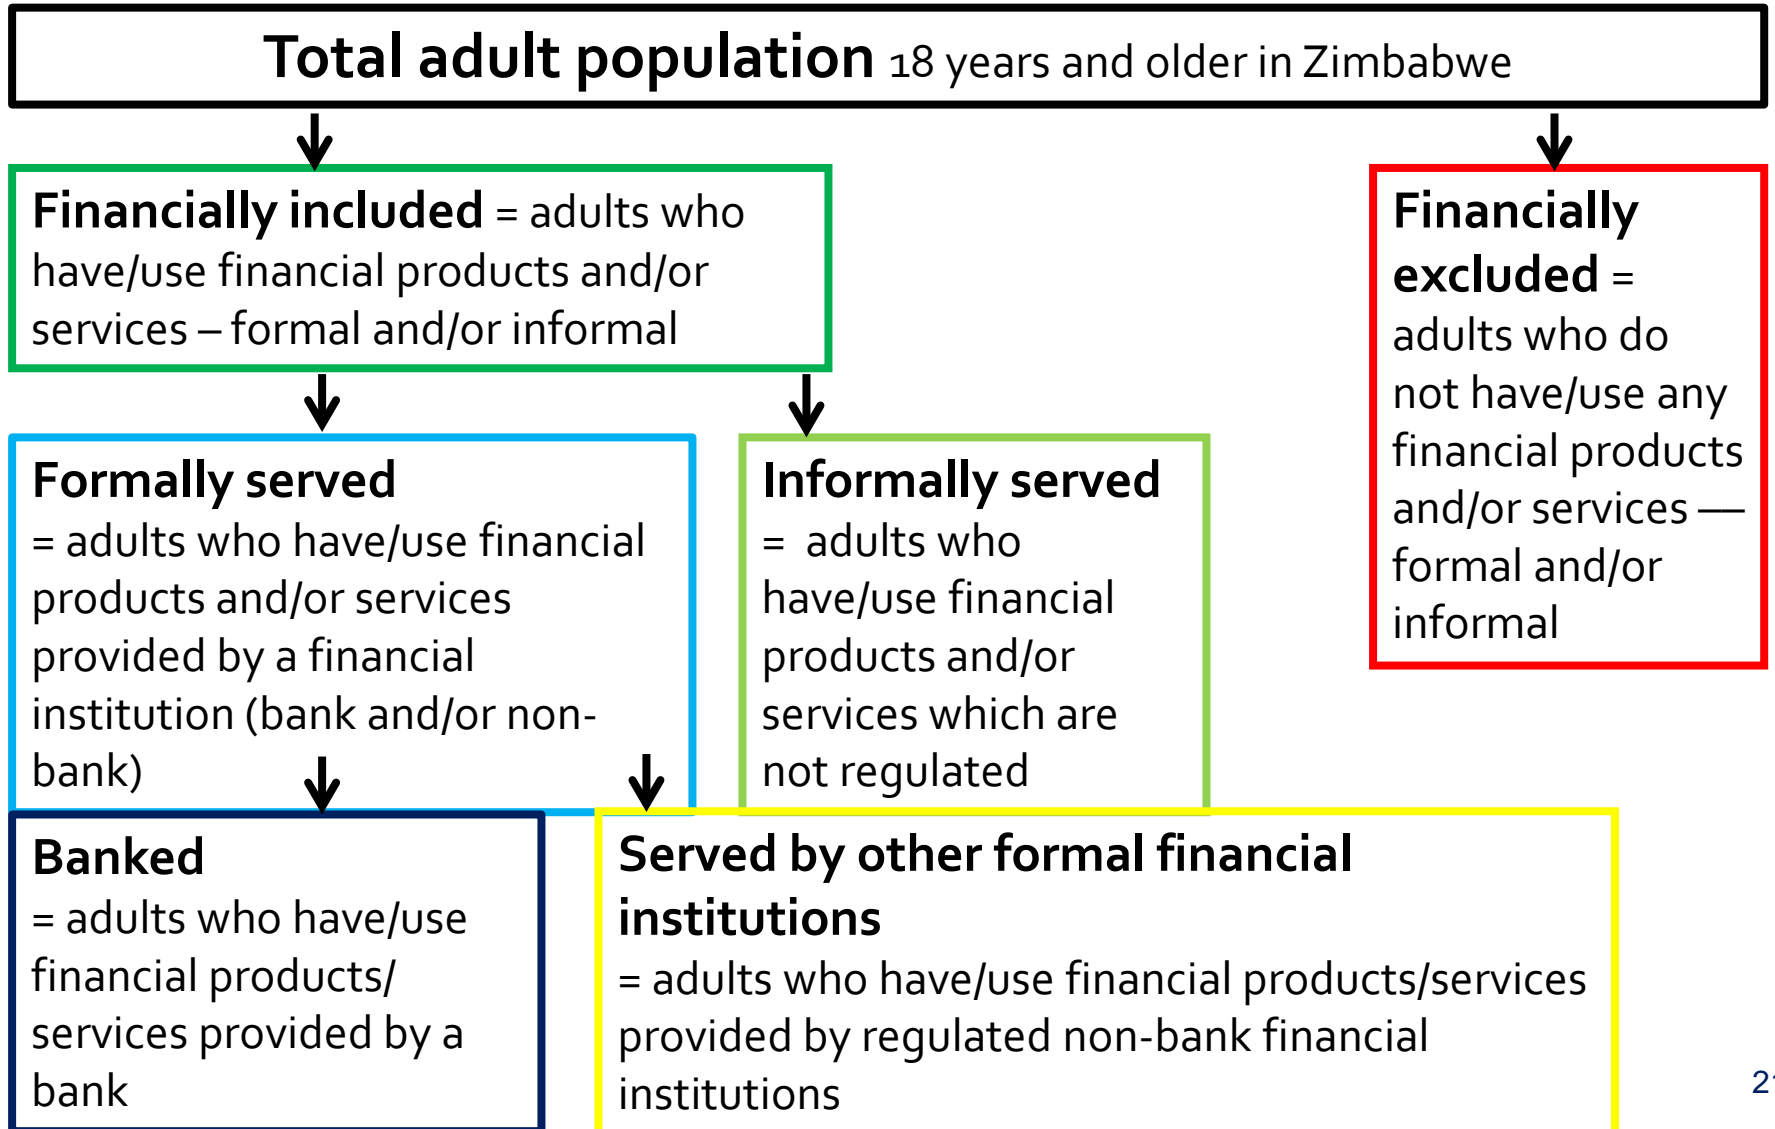 Total adult population 18 years and older in Zimbabwe
Financially included = adults who
have/use financial products and/or
services – formal and/or informal
Financially
excluded =
adults who do
not have/use any
financial products
and/or services —
formal and/or
informal
Formally served
= adults who have/use financial
products and/or services
provided by a financial
institution (bank and/or non-
bank)
Informally served
= adults who
have/use financial
products and/or
services which are
not regulated
Banked
= adults who have/use
financial products/
services provided by a
bank
Served by other formal financial
institutions
= adults who have/use financial products/services
provided by regulated non-bank financial
institutions